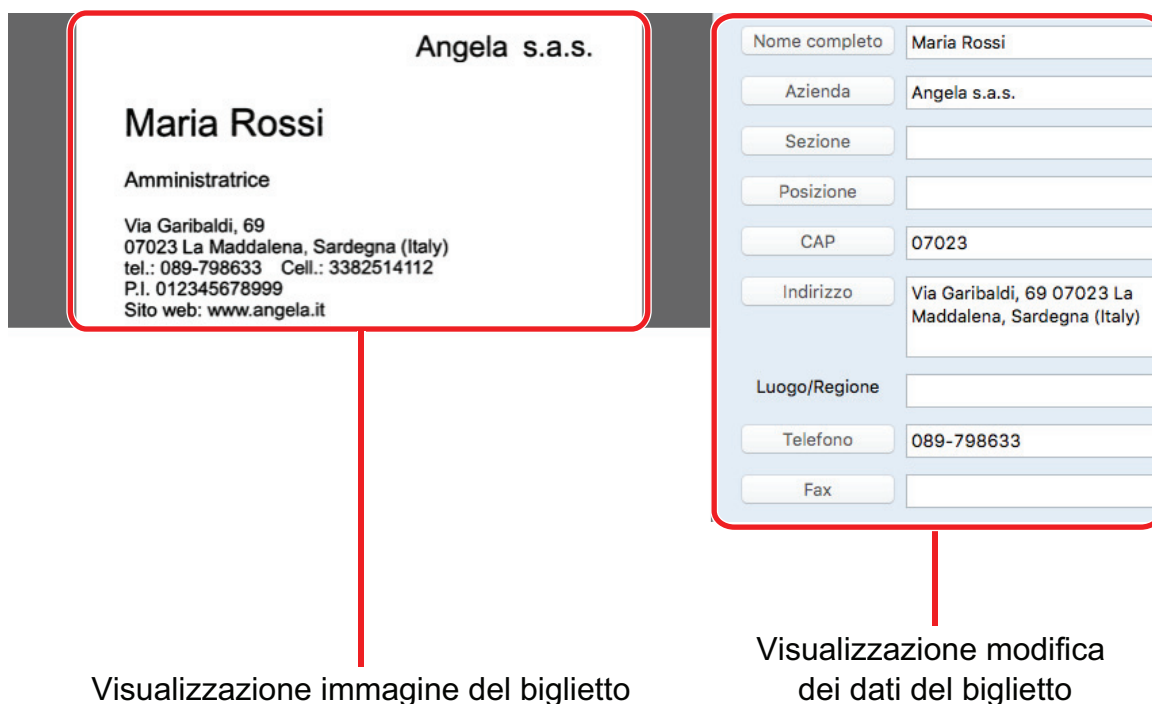 Angela s.a.s.
Maria Rossi
Amministratrice
Via Garibaldi, 69
07023 La Maddalena, Sardegna (Italy)
tel.: 089-798633 Cell.: 3382514112
P.I. 012345678999
Sito web: www.angela.it
Nome completo Maria Rossi
Azienda Angela s.a.s.
Sezione
Posizione
CAP 07023
Indirizzo Via Garibaldi, 69 07023 La
Maddalena, Sardegna (Italy)
Luogo/Regione
Telefono 089-798633
Fax
Visualizzazione immagine del biglietto
Visualizzazione modifica
dei dati del biglietto